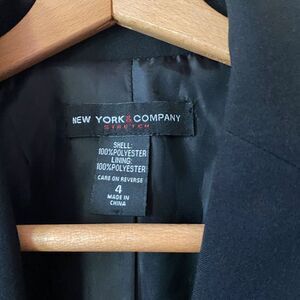 NEW YORK&COMPANY
STRETCH
SHELL:
100%POLYESTER
LINING:
100%POLYESTER
CARE ON REVERSE
4
MADE IN
CHINA